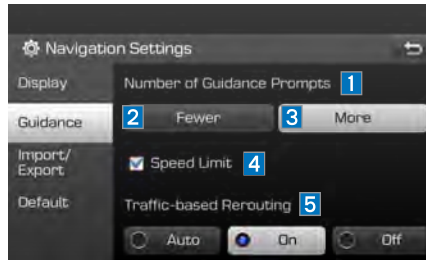 Navigation Settings
Display
Number of Guidance Prompts 1
Guidance
2 Fewer
3 More
Import/
Export
Speed Limit 4
Default
Traffic-based Rerouting 5
Auto
On
Off